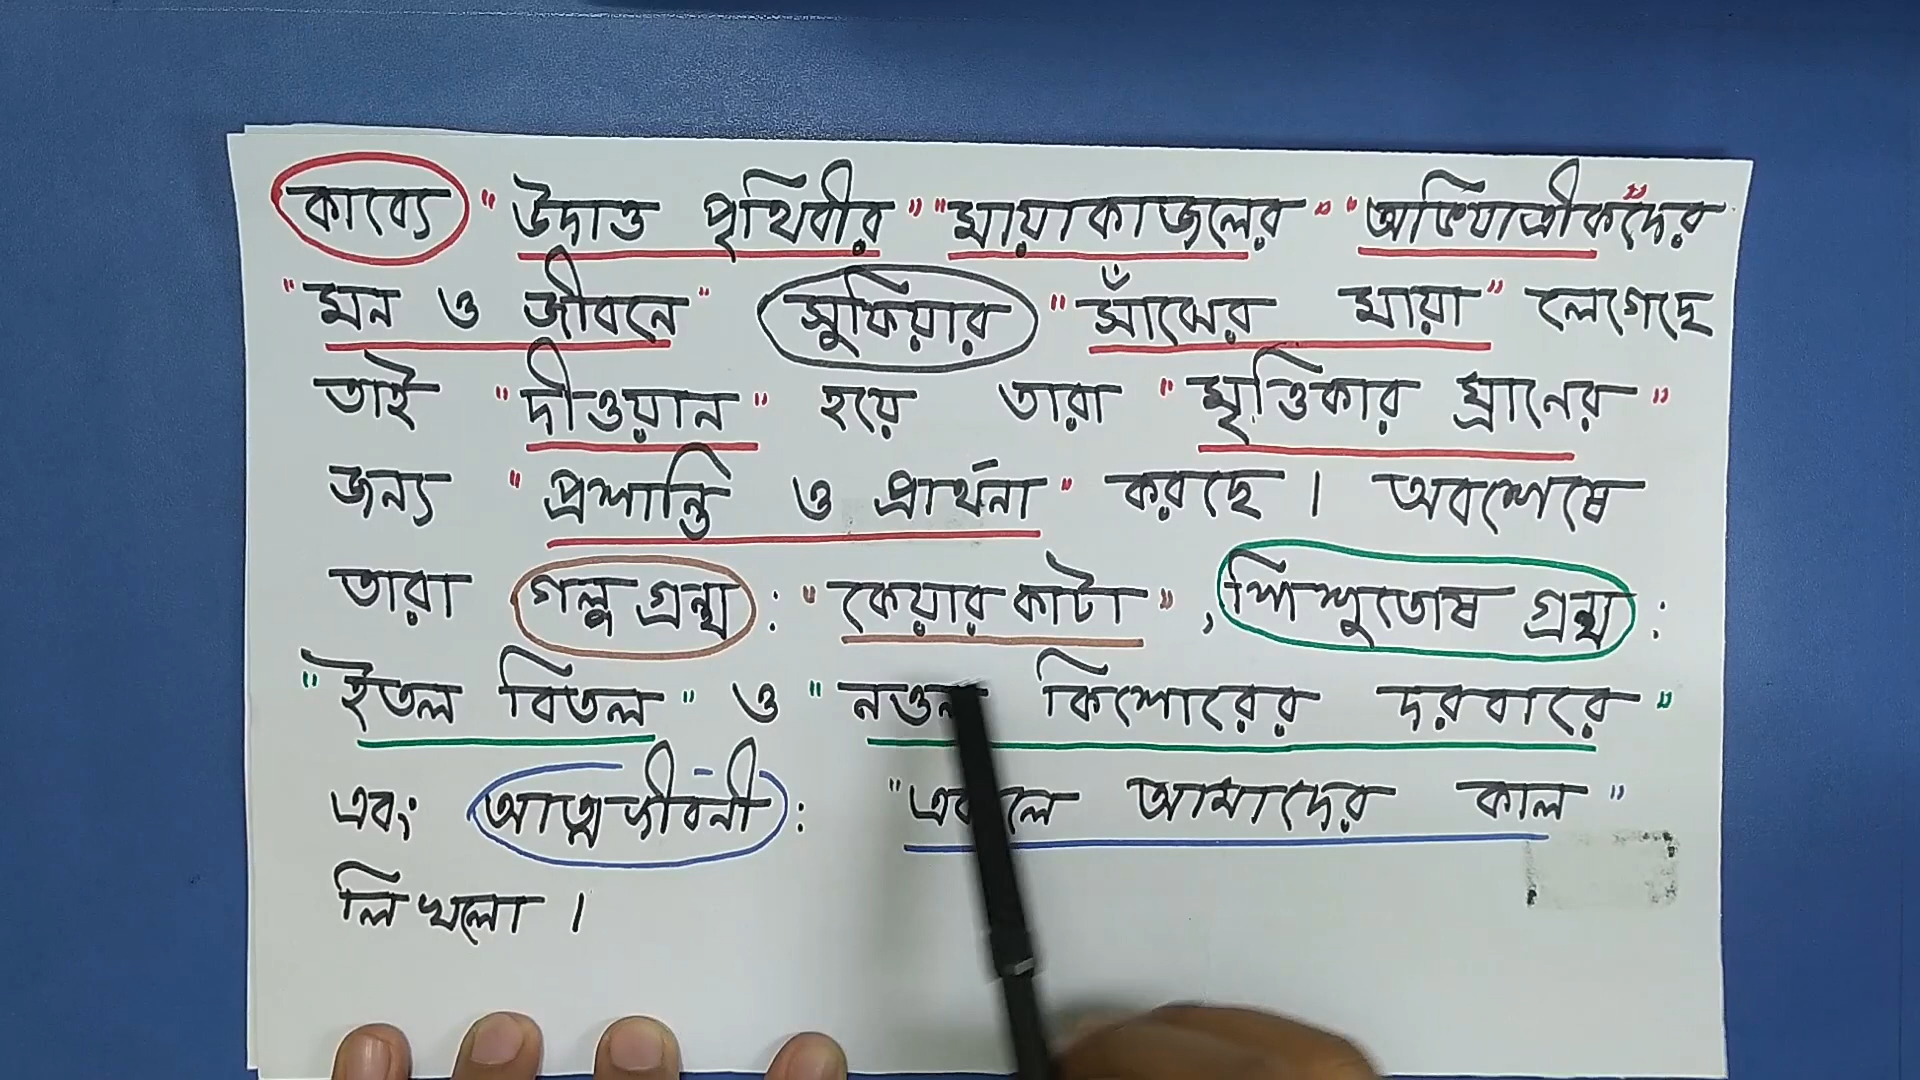 কাব্যে "উদাত্ত পৃথিবীর" "মায়াকাজলের" "অভিযাত্রীকদের"
"মন ও জীবনে" সুফিয়ার "সাঁঝের মায়া" লেগেছে
তাই "দীওয়ান" হয়ে তারা "মৃত্তিকার ঘ্রাণের"
জন্য "প্রশান্তি ও প্রার্থনা" করছে। অবশেষে
তারা গল্প গ্রন্থ : "কেয়ার কাটা", শিশুতোষ গ্রন্থ :
"ইতল বিতল" ও "নওল কিশোরের দরবারে"
এবং আত্মজীবনী : "একালে আমাদের কাল"
লিখলো।